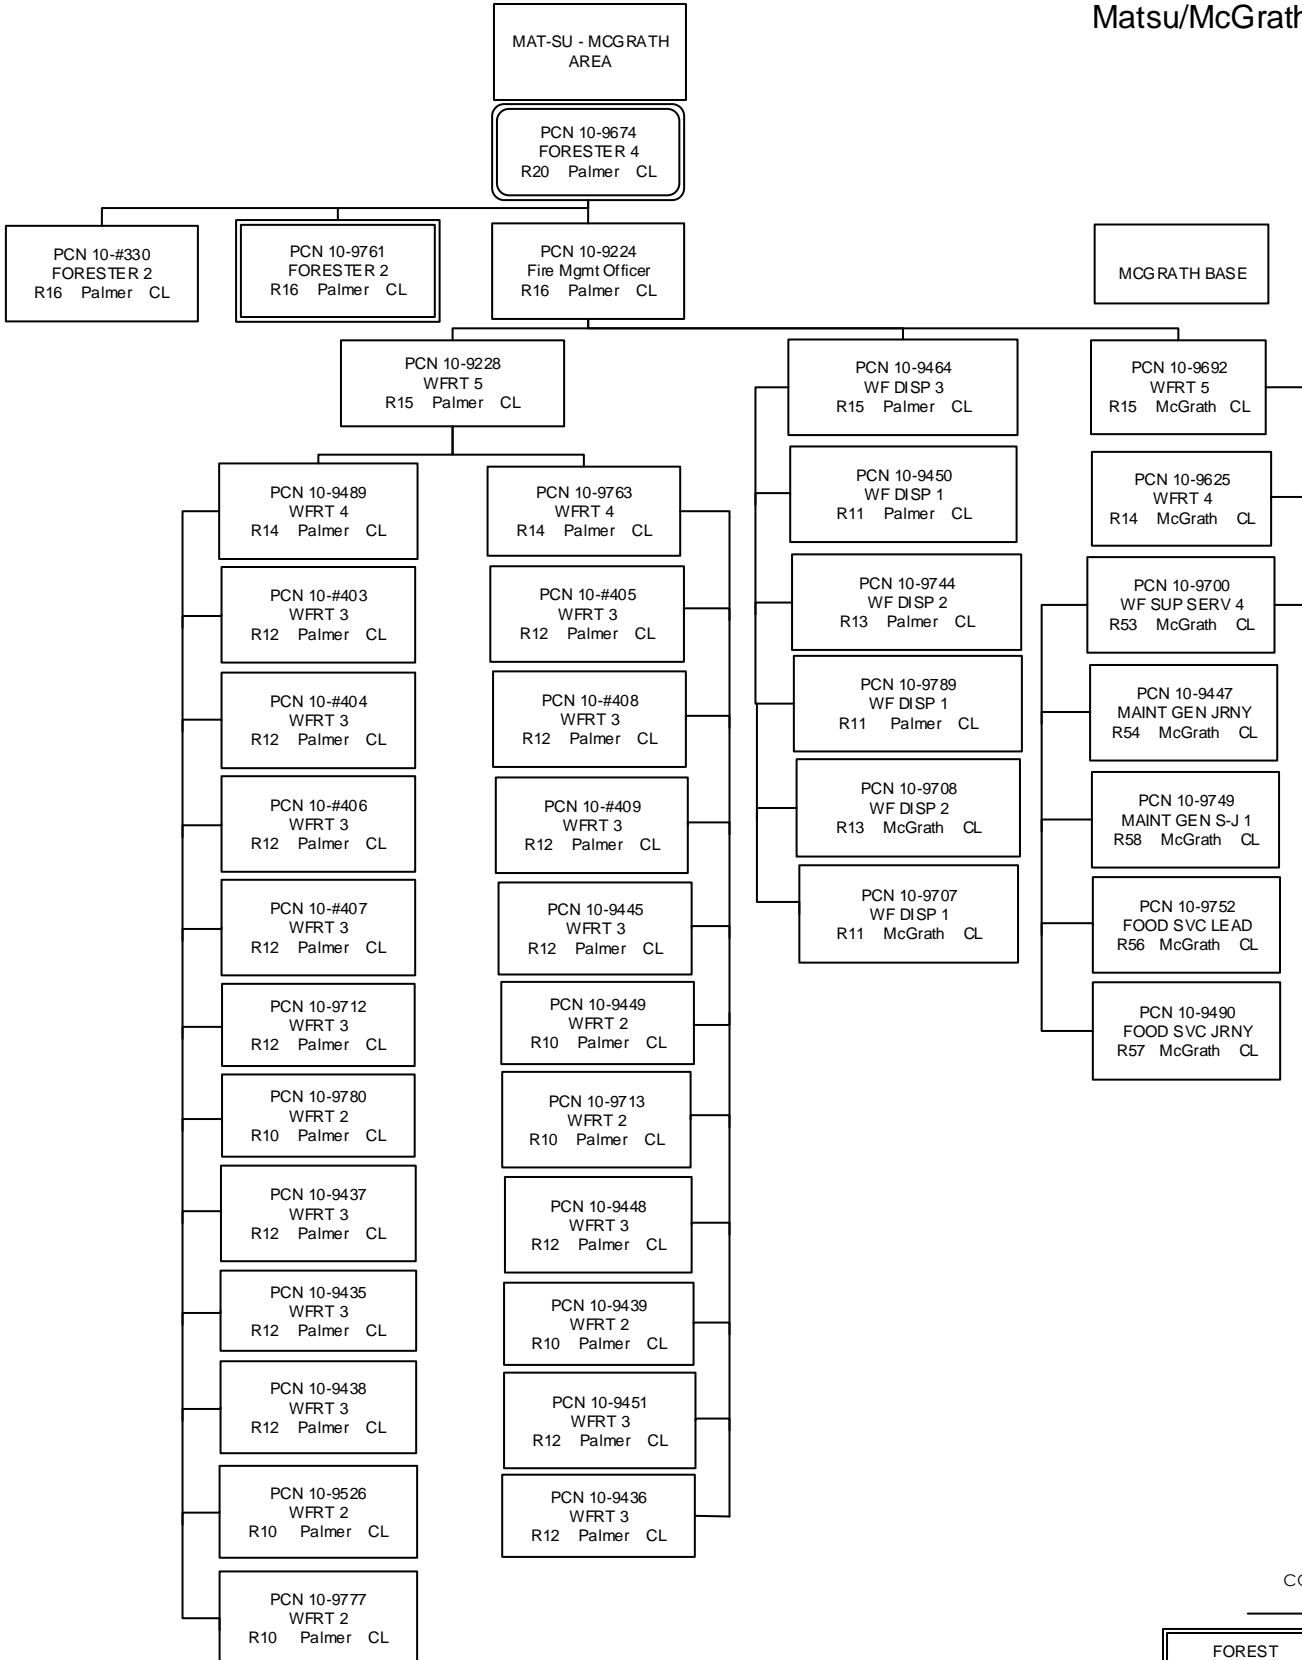 Matsu/McGrath
MAT-SU - MCGRATH
AREA
PCN 10-9674
FORESTER 4
R20 Palmer CL
PCN 10-#330
FORESTER 2
R16 Palmer CL
PCN 10-9761
FORESTER 2
R16 Palmer CL
PCN 10-9224
Fire Mgmt Officer
R16 Palmer CL
MCGRATH BASE
PCN 10-9228
WFRT 5
R15 Palmer CL
PCN 10-9489
WFRT 4
R14 Palmer CL
PCN 10-#403
WFRT 3
R12 Palmer CL
PCN 10-#404
WFRT 3
R12 Palmer CL
PCN 10-#406
WFRT 3
R12 Palmer CL
PCN 10-#407
WFRT 3
R12 Palmer CL
PCN 10-9712
WFRT 3
R12 Palmer CL
PCN 10-9780
WFRT 2
R10 Palmer CL
PCN 10-9437
WFRT 3
R12 Palmer CL
PCN 10-9435
WFRT 3
R12 Palmer CL
PCN 10-9438
WFRT 3
R12 Palmer CL
PCN 10-9526
WFRT 2
R10 Palmer CL
PCN 10-9777
WFRT 2
R10 Palmer CL
PCN 10-9763
WFRT 4
R14 Palmer CL
PCN 10-#405
WFRT 3
R12 Palmer CL
PCN 10-#408
WFRT 3
R12 Palmer CL
PCN 10-#409
WFRT 3
R12 Palmer CL
PCN 10-9445
WFRT 3
R12 Palmer CL
PCN 10-9449
WFRT 2
R10 Palmer CL
PCN 10-9713
WFRT 2
R10 Palmer CL
PCN 10-9448
WFRT 3
R12 Palmer CL
PCN 10-9439
WFRT 2
R10 Palmer CL
PCN 10-9451
WFRT 3
R12 Palmer CL
PCN 10-9436
WFRT 3
R12 Palmer CL
PCN 10-9464
WF DISP 3
R15 Palmer CL
PCN 10-9450
WF DISP 1
R11 Palmer CL
PCN 10-9744
WF DISP 2
R13 Palmer CL
PCN 10-9789
WF DISP 1
R11 Palmer CL
PCN 10-9708
WF DISP 2
R13 McGrath CL
PCN 10-9707
WF DISP 1
R11 McGrath CL
PCN 10-9692
WFRT 5
R15 McGrath CL
PCN 10-9625
WFRT 4
R14 McGrath CL
PCN 10-9700
WF SUP SERV 4
R53 McGrath CL
PCN 10-9447
MAINT GEN JRNY
R54 McGrath CL
PCN 10-9749
MAINT GEN S-J 1
R58 McGrath CL
PCN 10-9752
FOOD SVC LEAD
R56 McGrath CL
PCN 10-9490
FOOD SVC JRNY
R57 McGrath CL
FOREST